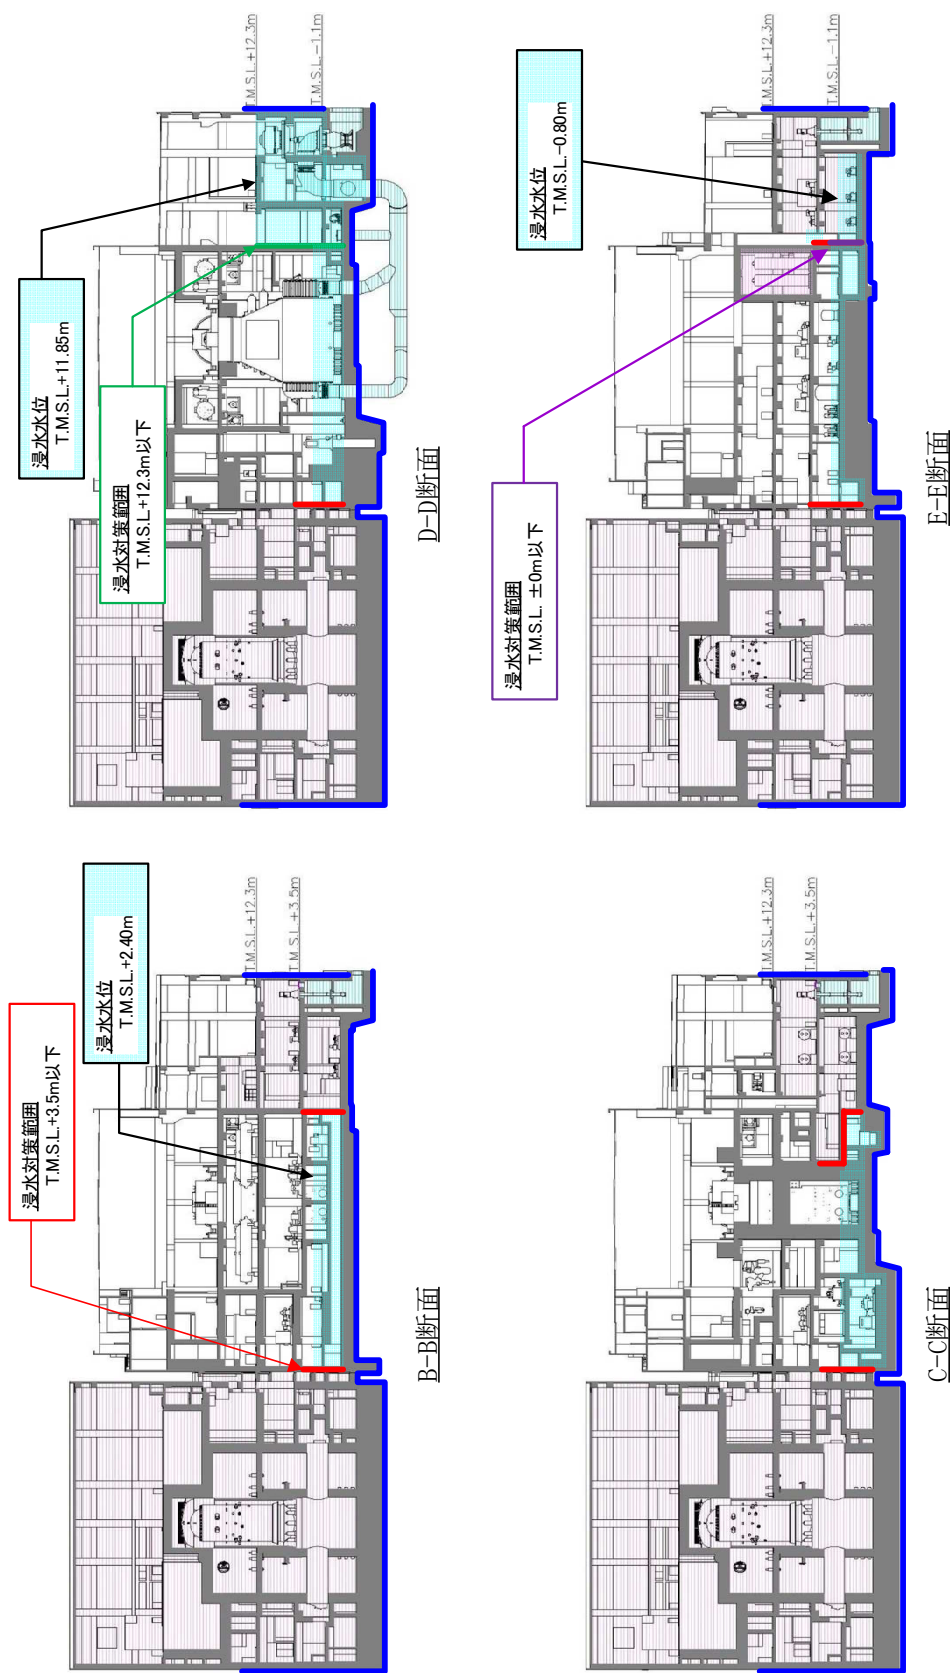 浸水対策範囲
T.M.S.L.+3.5m以下
浸水水位
T.M.S.L.+2.40m
T.M.S.L.+12.3m
T.M.S.L.+3.5m
B-B断面
浸水対策範囲
T.M.S.L.+12.3m以下
浸水水位
T.M.S.L.+11.85m
T.M.S.L.+12.3m
T.M.S.L.-1.1m
D-D断面
T.M.S.L.+12.3m
T.M.S.L.+3.5m
C-C断面
浸水対策範囲
T.M.S.L. ±0m以下
浸水水位
T.M.S.L.-0.80m
T.M.S.L.+12.3m
T.M.S.L.-1.1m
E-E断面